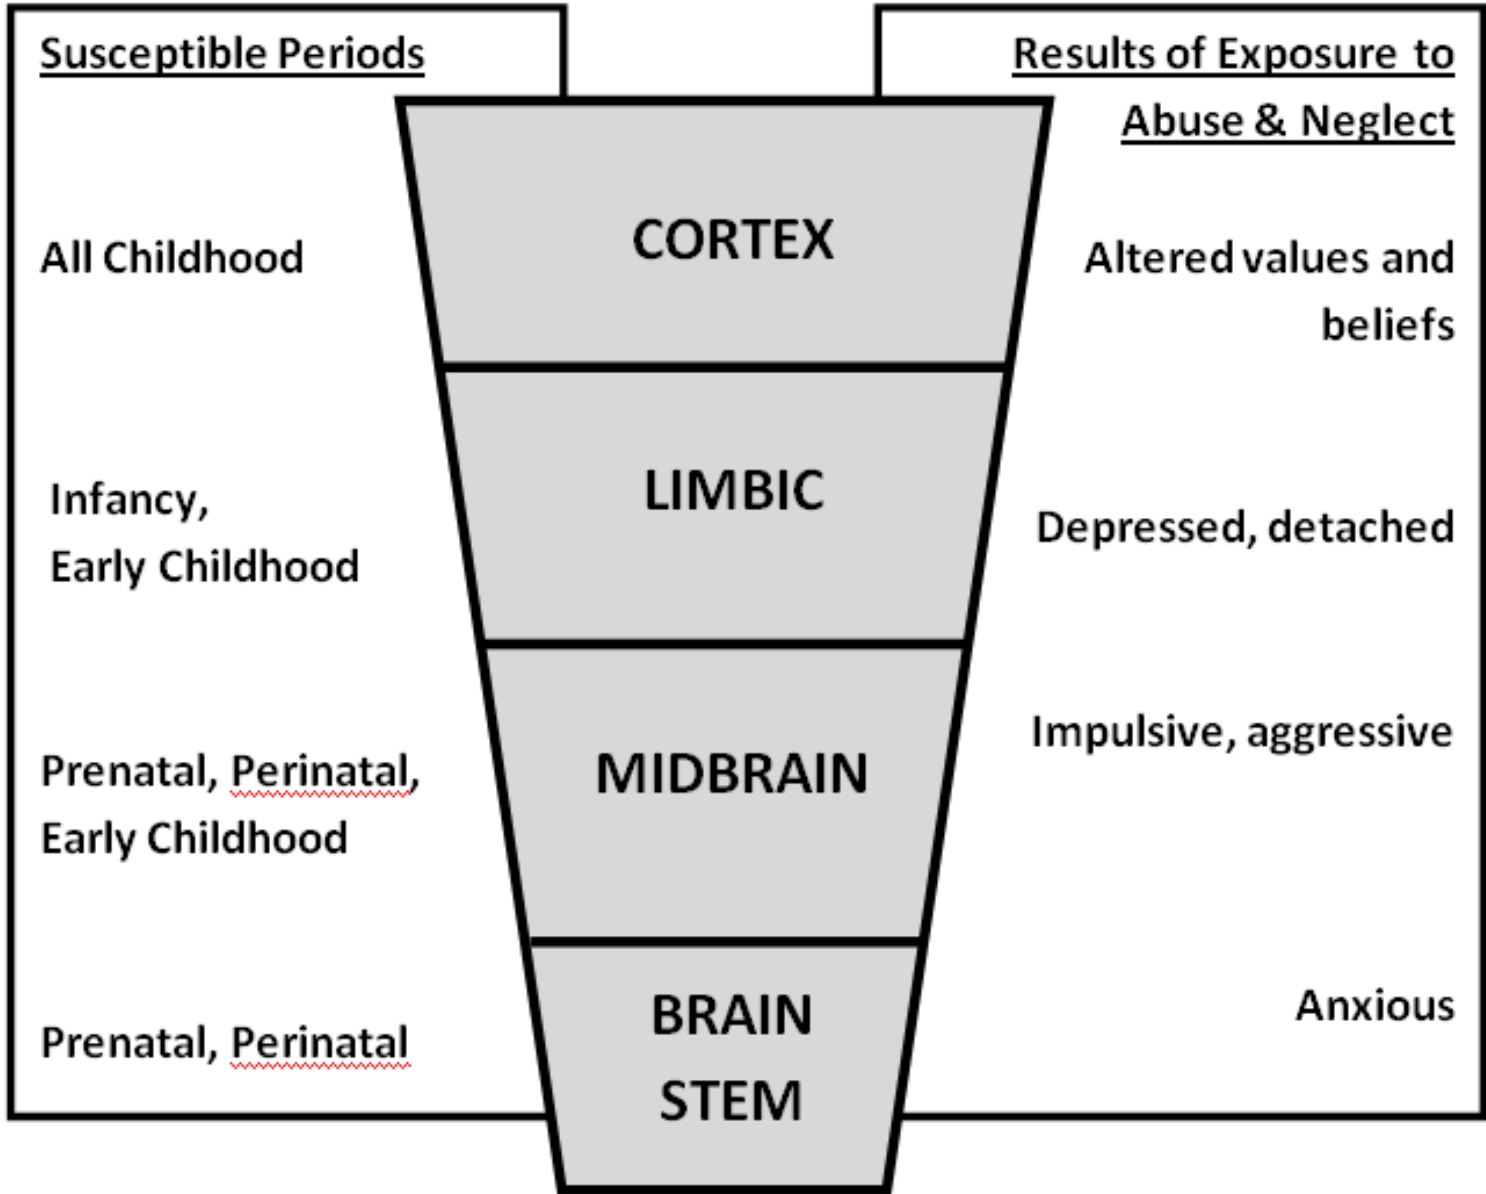 Susceptible Periods
All Childhood
Infancy,
Early Childhood
Prenatal, Perinatal,
Early Childhood
Prenatal, Perinatal
CORTEX
LIMBIC
MIDBRAIN
BRAIN
STEM
Results of Exposure to
Abuse & Neglect
Altered values and
beliefs
Depressed, detached
Impulsive, aggressive
Anxious